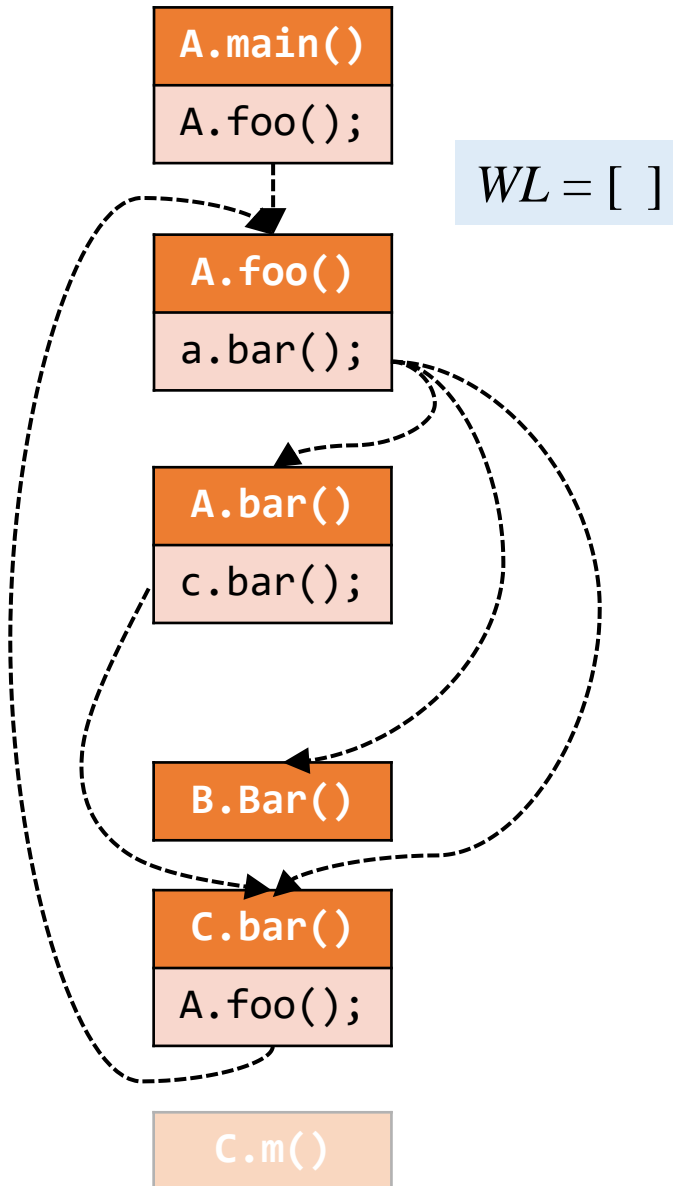 A.main()
A.foo();
WL = [ ]
A.foo()
a.bar();
A.bar()
c.bar();
B.Bar()
C.bar()
A.foo();
C.m()